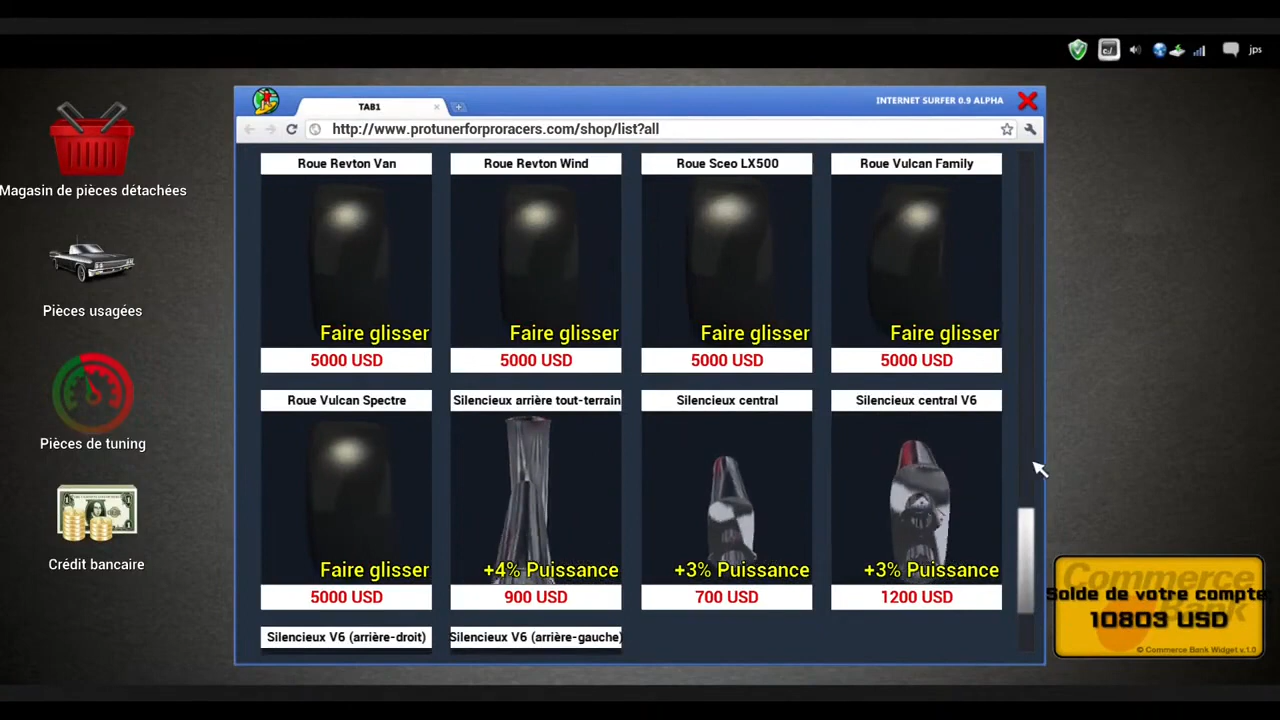 jps
TAB1
INTERNET SURFER 0.9 ALPHA
http://www.protunerforproracers.com/shop/list?all
Magasin de pièces détachées
Pièces usagées
Pièces de tuning
Crédit bancaire
Roue Revton Van
Roue Revton Wind
Roue Sceo LX500
Roue Vulcan Family
Faire glisser
Faire glisser
Faire glisser
Faire glisser
5000 USD
5000 USD
5000 USD
5000 USD
Roue Vulcan Spectre
Silencieux arrière tout-terrain
Silencieux central
Silencieux central V6
Faire glisser
+4% Puissance
+3% Puissance
+3% Puissance
5000 USD
900 USD
700 USD
1200 USD
Silencieux V6 (arrière-droit)
Silencieux V6 (arrière-gauche)
Commerce
Bank
Solde de votre compte:
10803 USD
© Commerce Bank Widget v.1.0